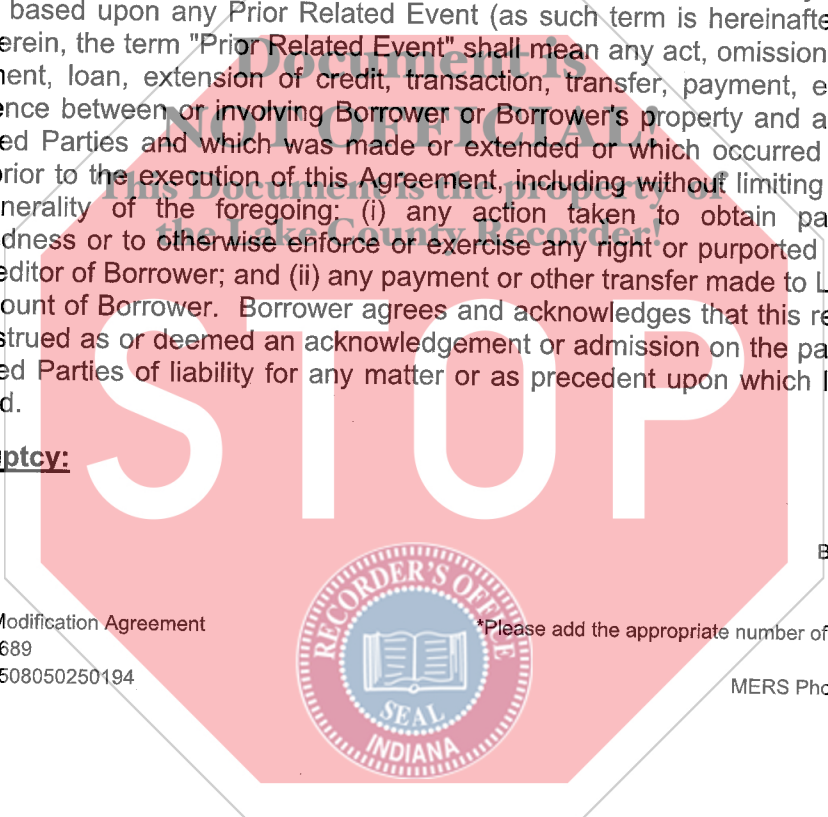 based upon any Prior Related Event (as such term is hereinafte
erein, the term "Prior Related Event" shall mean any act, omission
ent, loan, extension of credit, transaction, transfer, payment, e
ence between or involving Borrower or Borrower's property and a
ed Parties and which was made or extended or which occurred
prior to the execution of this Agreement, including without limiting
nerality of the foregoing: (i) any action taken to obtain pa
dness or to otherwise enforce or exercise any right or purported
editor of Borrower; and (ii) any payment or other transfer made to L
ount of Borrower. Borrower agrees and acknowledges that this re
strued as or deemed an acknowledgement or admission on the pa
ed Parties of liability for any matter or as precedent upon which l
d.
Document is
NOT OFFICIAL!
This Document is the property of
the Lake County Recorder!
STOP
ptcy:
B
RECORDER'S OFFICE
SEAL
INDIANA
Modification Agreement
*Please add the appropriate number of
689
508050250194
MERS Pho